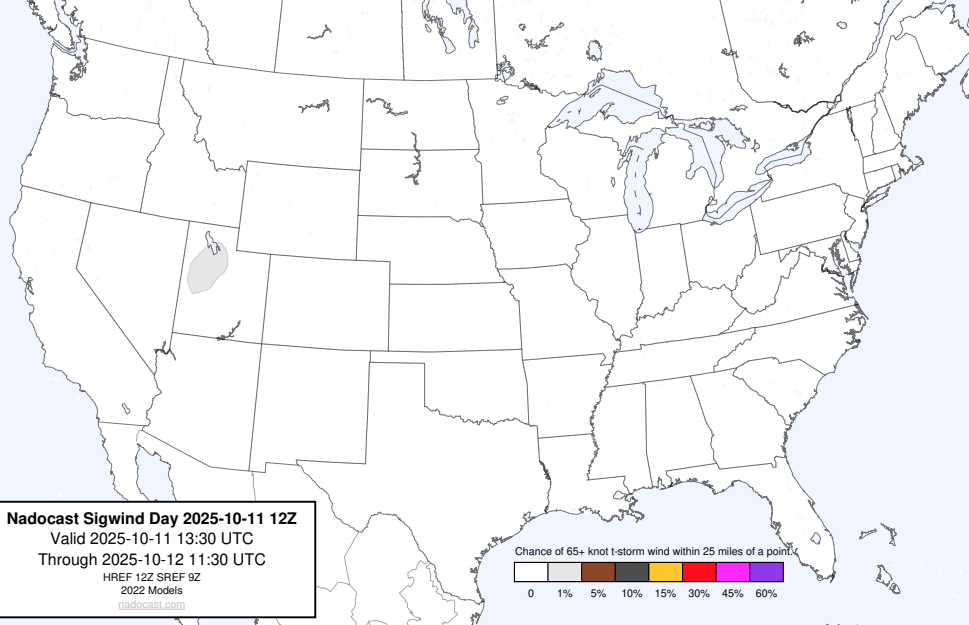 Nadocast Sigwind Day 2025-10-11 12Z
Valid 2025-10-11 13:30 UTC
Through 2025-10-12 11:30 UTC
HREF 12Z SREF 9Z
2022 Models
nadocast.com
Chance of 65+ knot t-storm wind within 25 miles of a point.
0 1% 5% 10% 15% 30% 45% 60%